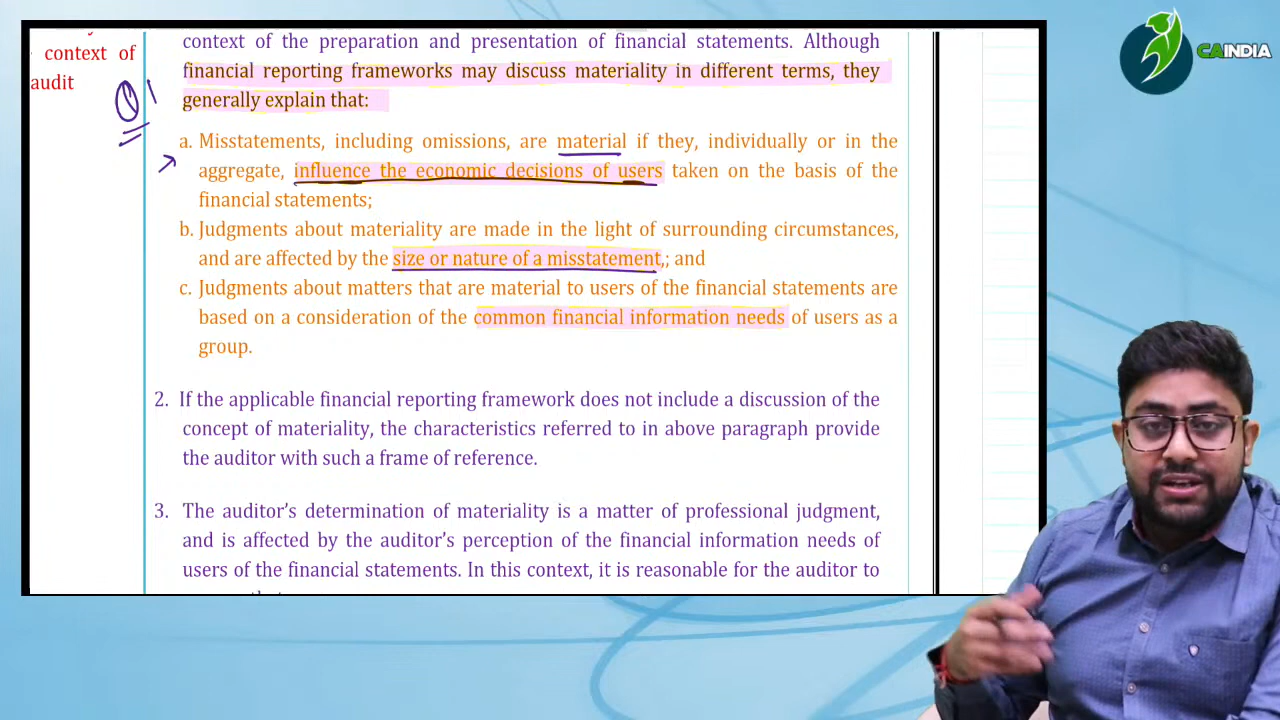 context of
audit
Q1
context of the preparation and presentation of financial statements. Although
financial reporting frameworks may discuss materiality in different terms, they
generally explain that:
a. Misstatements, including omissions, are material if they, individually or in the
aggregate, influence the economic decisions of users taken on the basis of the
financial statements;
b. Judgments about materiality are made in the light of surrounding circumstances,
and are affected by the size or nature of a misstatement,; and
c. Judgments about matters that are material to users of the financial statements are
based on a consideration of the common financial information needs of users as a
group.
2. If the applicable financial reporting framework does not include a discussion of the
concept of materiality, the characteristics referred to in above paragraph provide
the auditor with such a frame of reference.
3. The auditor’s determination of materiality is a matter of professional judgment,
and is affected by the auditor’s perception of the financial information needs of
users of the financial statements. In this context, it is reasonable for the auditor to
CAINDIA